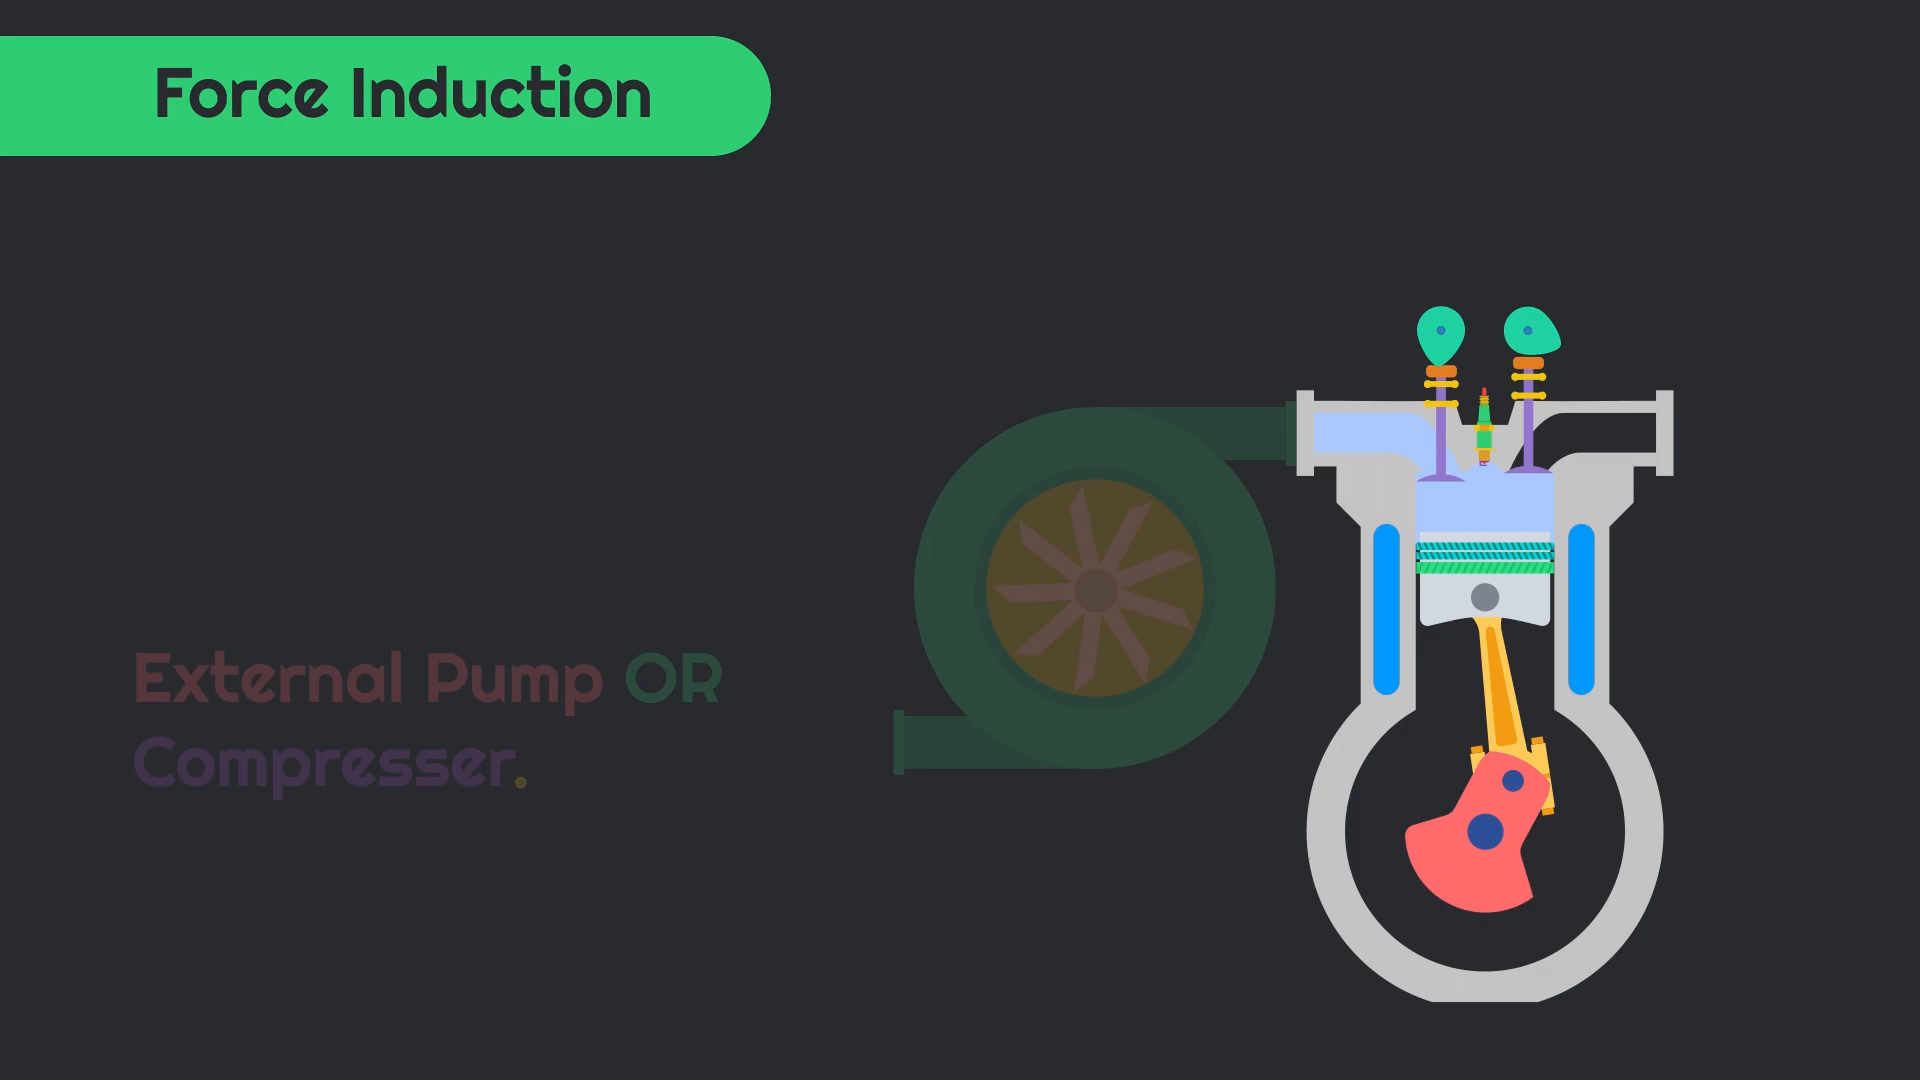 Force Induction
External Pump OR
Compresser.